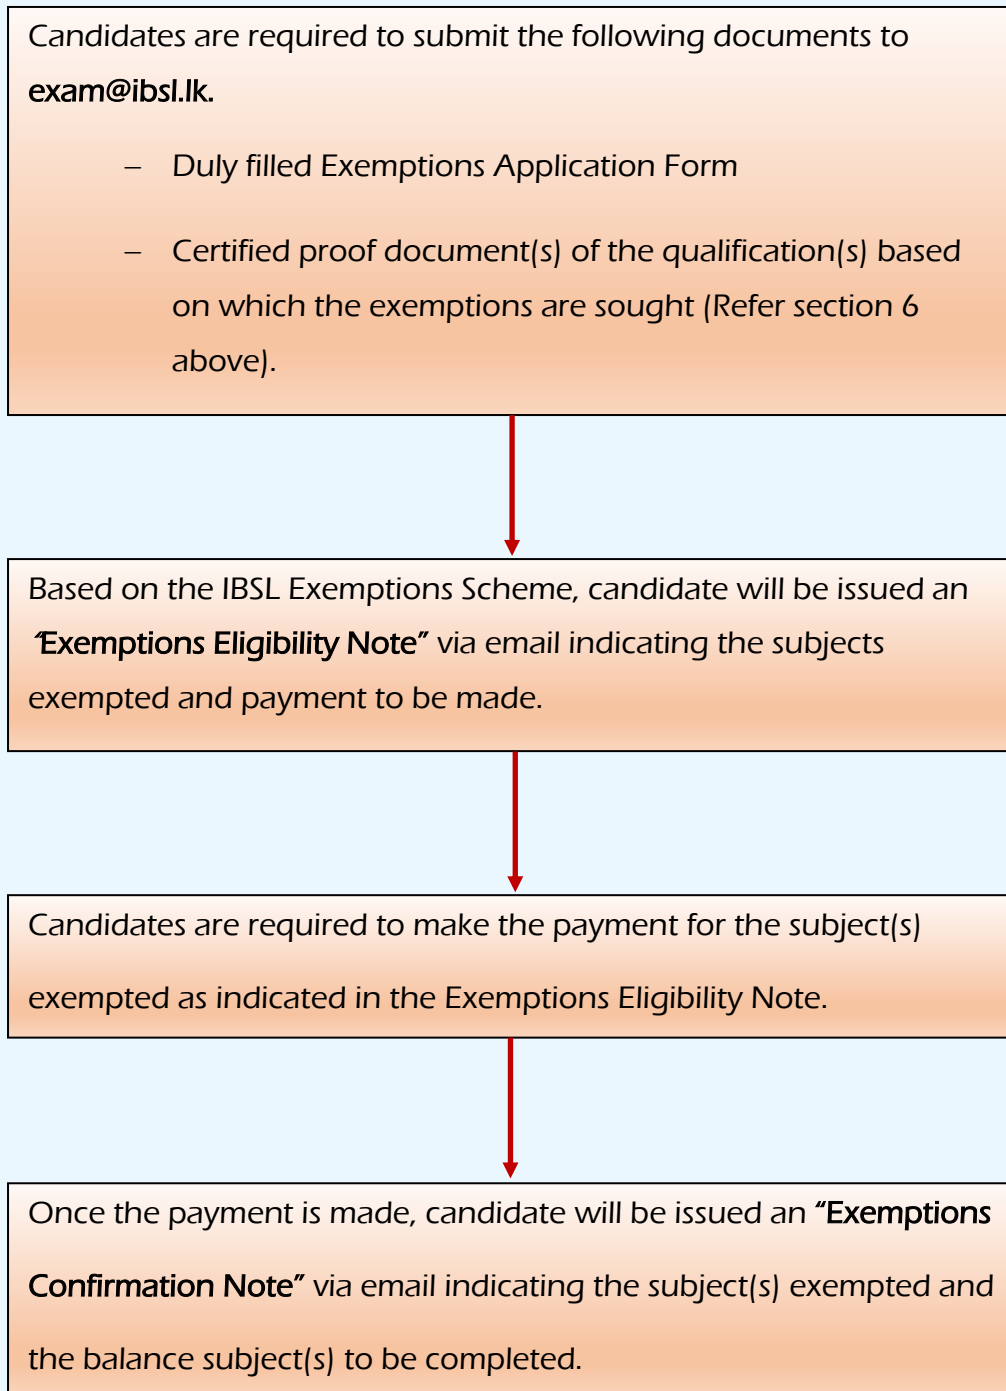 Candidates are required to submit the following documents to
exam@ibsl.lk.
– Duly filled Exemptions Application Form
– Certified proof document(s) of the qualification(s) based
on which the exemptions are sought (Refer section 6
above).
Based on the IBSL Exemptions Scheme, candidate will be issued an
“Exemptions Eligibility Note” via email indicating the subjects
exempted and payment to be made.
Candidates are required to make the payment for the subject(s)
exempted as indicated in the Exemptions Eligibility Note.
Once the payment is made, candidate will be issued an “Exemptions
Confirmation Note” via email indicating the subject(s) exempted and
the balance subject(s) to be completed.